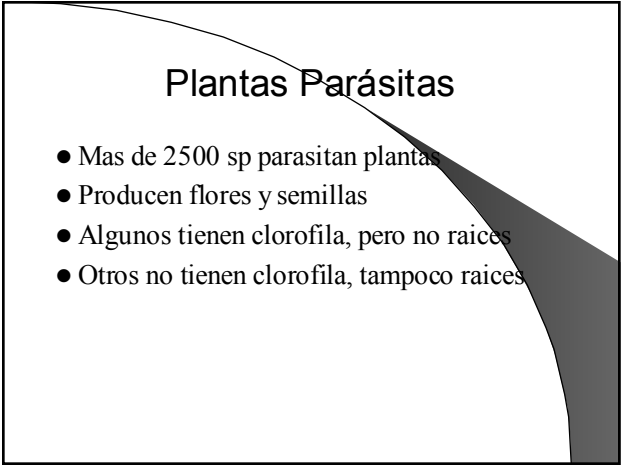 Plantas Parásitas
● Mas de 2500 sp parasitan plantas
● Producen flores y semillas
● Algunos tienen clorofila, pero no raices
● Otros no tienen clorofila, tampoco raices